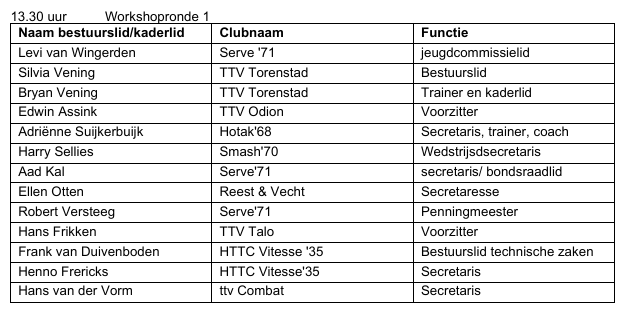 13.30 uur Workshopronde 1
Naam bestuurslid/kaderlid Clubnaam Functie
Levi van Wingerden Serve '71 jeugdcommissielid
Silvia Vening TTV Torenstad Bestuurslid
Bryan Vening TTV Torenstad Trainer en kaderlid
Edwin Assink TTV Odion Voorzitter
Adriënne Suijkerbuijk Hotak'68 Secretaris, trainer, coach
Harry Sellies Smash'70 Wedstrijsdsecretaris
Aad Kal Serve'71 secretaris/ bondsraadlid
Ellen Otten Reest & Vecht Secretaresse
Robert Versteeg Serve'71 Penningmeester
Hans Frikken TTV Talo Voorzitter
Frank van Duivenboden HTTC Vitesse '35 Bestuurslid technische zaken
Henno Frericks HTTC Vitesse'35 Secretaris
Hans van der Vorm ttv Combat Secretaris